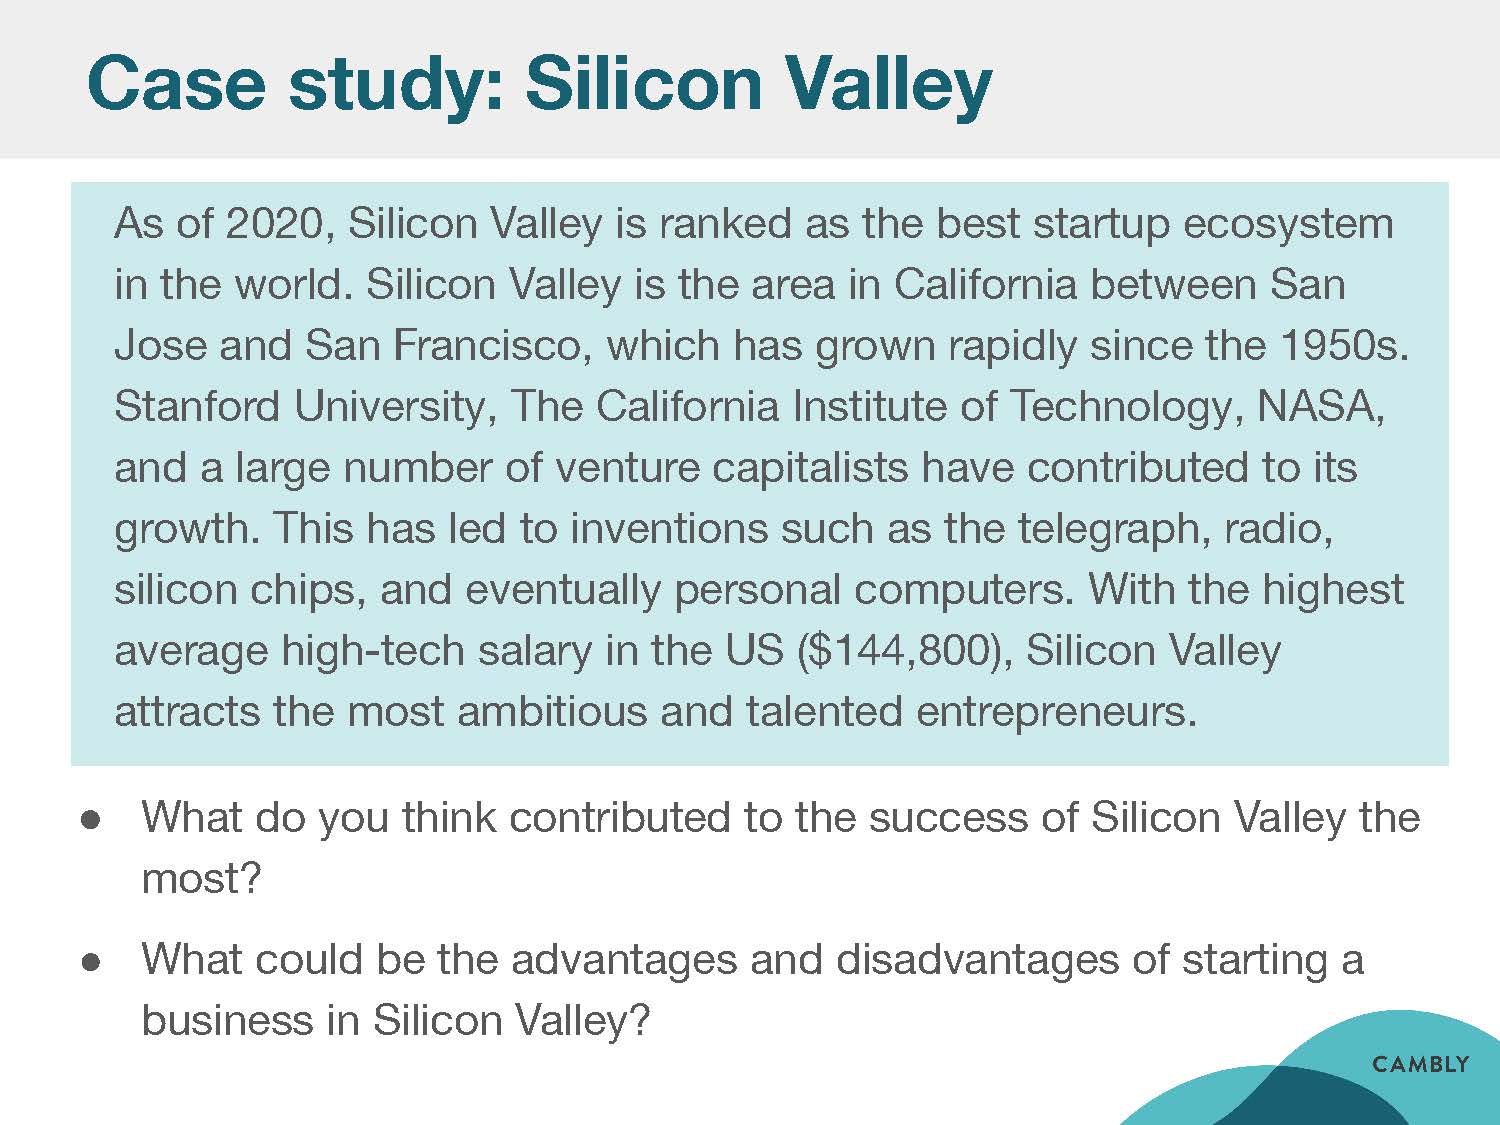 Case study: Silicon Valley
As of 2020, Silicon Valley is ranked as the best startup ecosystem
in the world. Silicon Valley is the area in California between San
Jose and San Francisco, which has grown rapidly since the 1950s.
Stanford University, The California Institute of Technology, NASA,
and a large number of venture capitalists have contributed to its
growth. This has led to inventions such as the telegraph, radio,
silicon chips, and eventually personal computers. With the highest
average high-tech salary in the US ($144,800), Silicon Valley
attracts the most ambitious and talented entrepreneurs.
● What do you think contributed to the success of Silicon Valley the
most?
● What could be the advantages and disadvantages of starting a
business in Silicon Valley?
CAMBLY